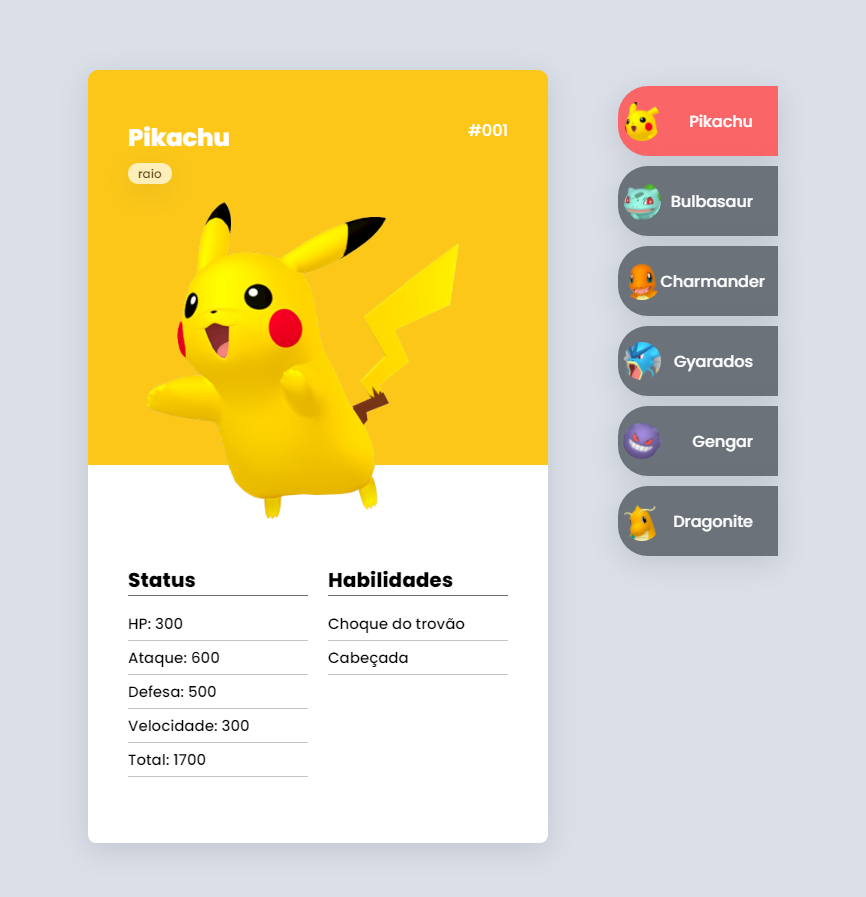 Pikachu
#001
raio
Status
HP: 300
Ataque: 600
Defesa: 500
Velocidade: 300
Total: 1700
Habilidades
Choque do trovão
Cabeçada
Pikachu
Bulbasaur
Charmander
Gyarados
Gengar
Dragonite